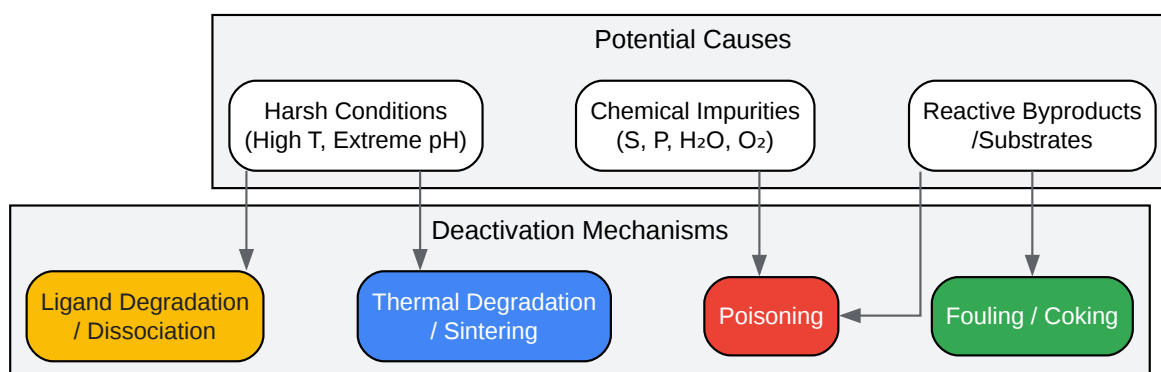 Potential Causes
Harsh Conditions
(High T, Extreme pH)
Chemical Impurities
(S, P, H₂O, O₂)
Reactive Byproducts
/Substrates
Deactivation Mechanisms
Ligand Degradation
/ Dissociation
Thermal Degradation
/ Sintering
Poisoning
Fouling / Coking